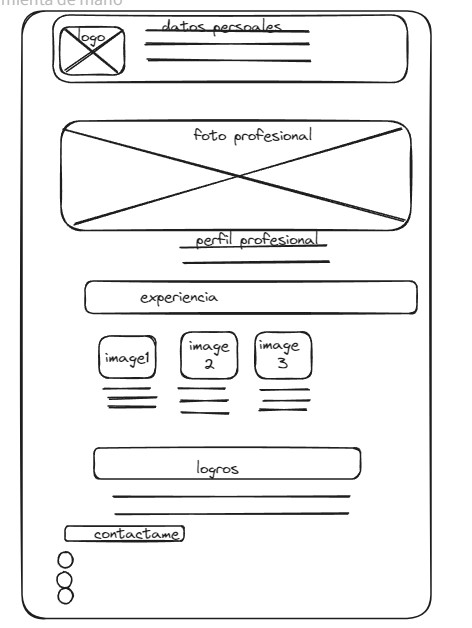 mienta de mano
logo
datos persoales
foto profesional
perfil profesional
experiencia
image1
image
2
image
3
logros
contactame